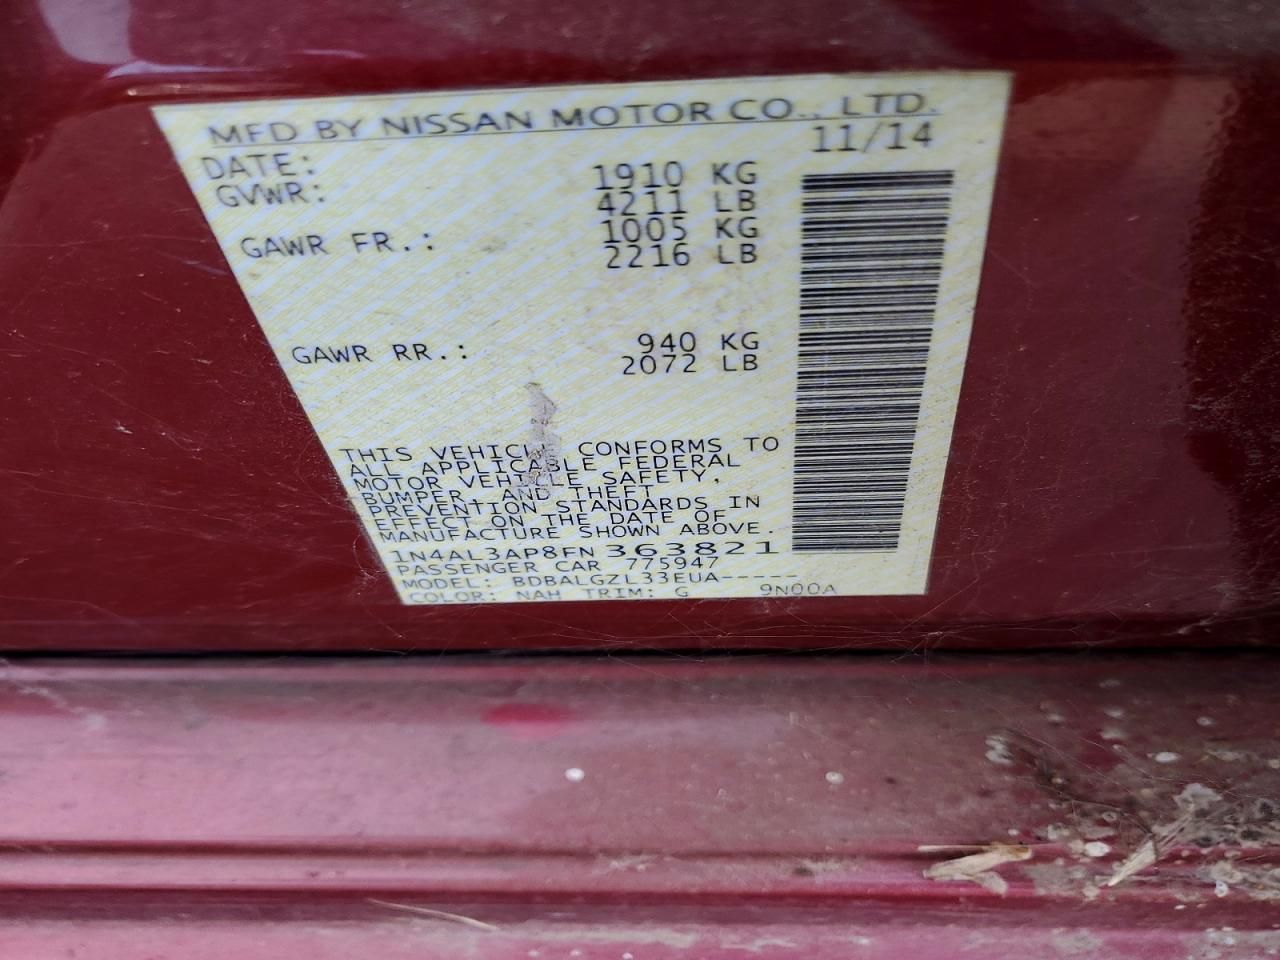 MFD BY NISSAN MOTOR CO., LTD.
DATE: 11/14
GVWR: 1910 KG
4211 LB
GAWR FR.: 1005 KG
2216 LB
GAWR RR.: 940 KG
2072 LB
THIS VEHICLE CONFORMS TO
ALL APPLICABLE FEDERAL
MOTOR VEHICLE SAFETY,
BUMPER, AND THEFT
PREVENTION STANDARDS IN
EFFECT ON THE DATE OF
MANUFACTURE SHOWN ABOVE.
1N4AL3AP8FN363821
PASSENGER CAR 775947
MODEL: BDBALGZL33EUA-----
COLOR: NAH TRIM: G 9N00A